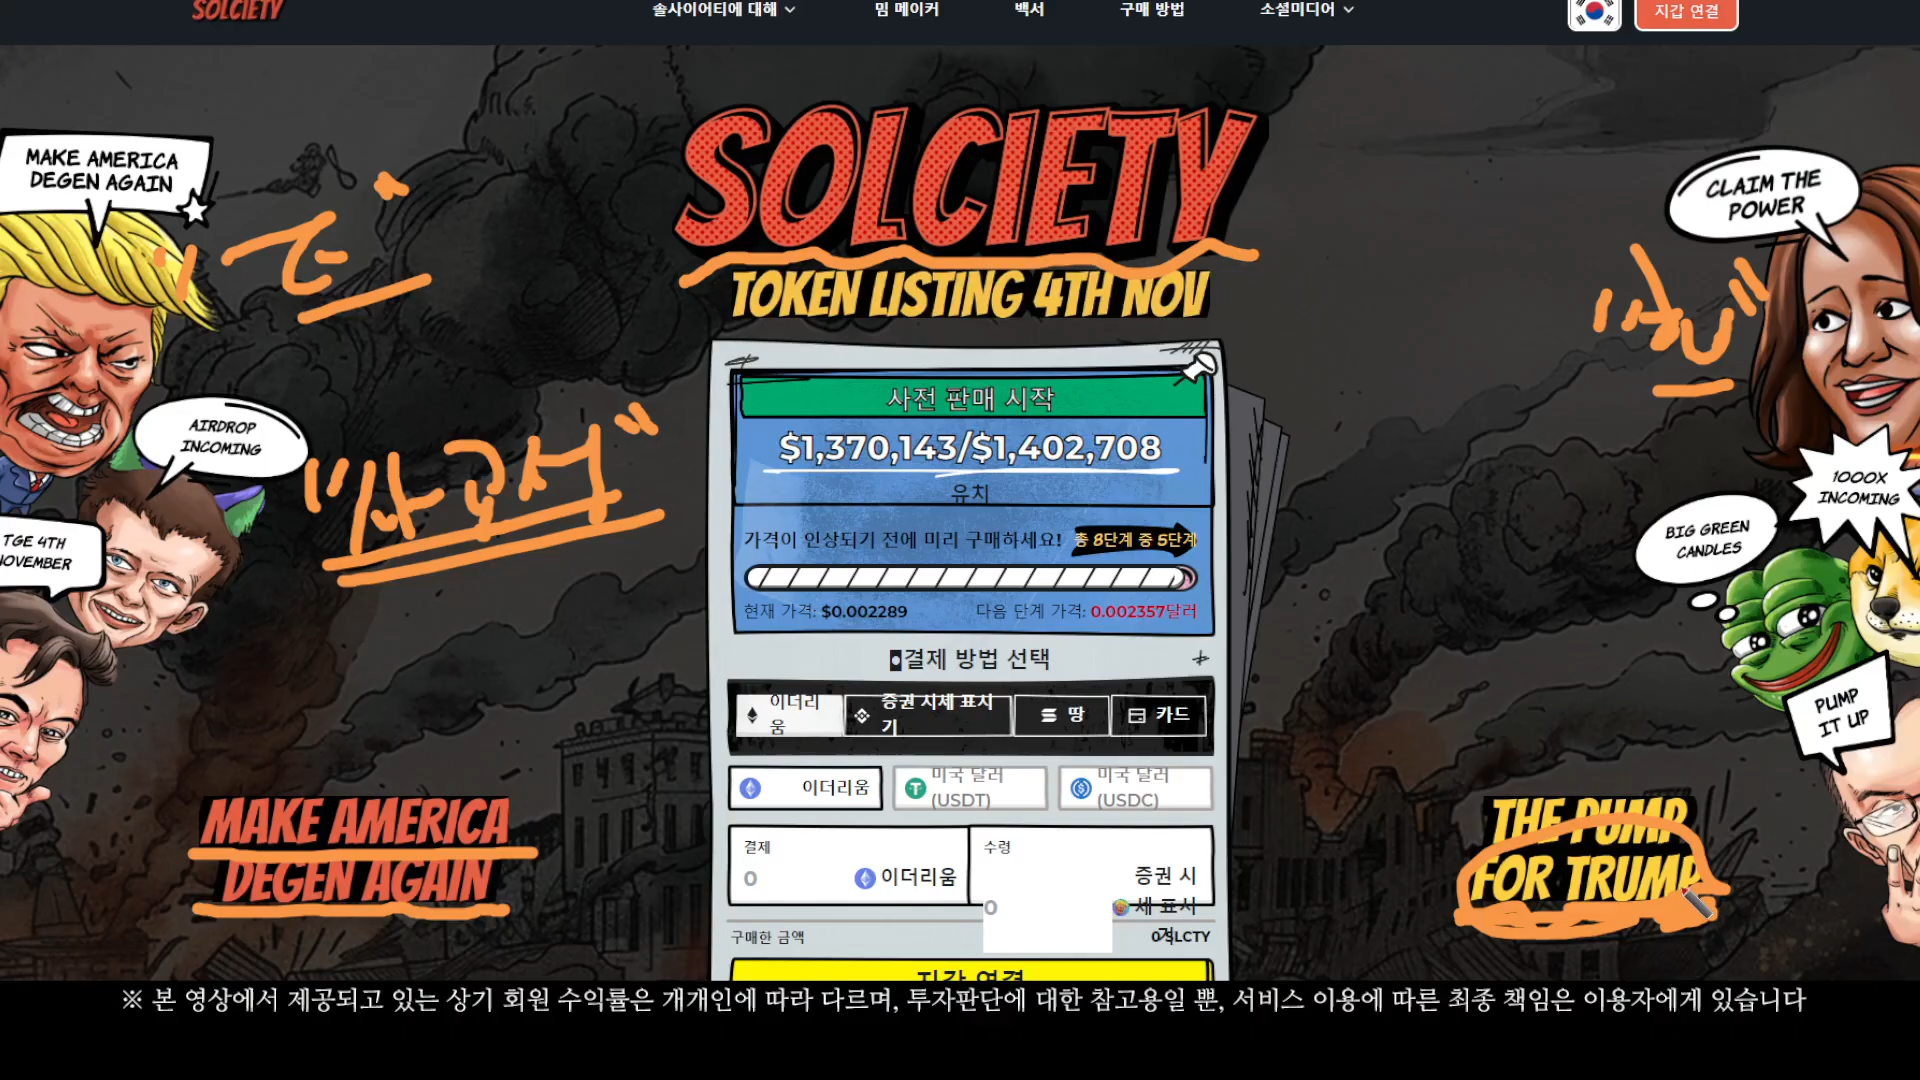 SOLCIETY
솔사이어티에 대해
밈 메이커
백서
구매 방법
소셜미디어
지갑 연결
MAKE AMERICA
DEGEN AGAIN
SOLCIETY
TOKEN LISTING 4TH NOV
CLAIM THE
POWER
AIRDROP
INCOMING
TGE 4TH
NOVEMBER
사전 판매 시작
$1,370,143/$1,402,708
유치
가격이 인상되기 전에 미리 구매하세요!
총 8단계 중 5단계
현재 가격: $0.002289
다음 단계 가격: 0.002357달러
1000X
INCOMING
BIG GREEN
CANDLES
PUMP
IT UP
결제 방법 선택
이더리움
증권 시세 표시기
땅
카드
이더리움
미국 달러
(USDT)
미국 달러
(USDC)
결제
0
이더리움
수령
0
증권 시
세 표시
구매한 금액
0 SLCTY
지갑 연결
MAKE AMERICA
DEGEN AGAIN
THE PUMP
FOR TRUMP
※ 본 영상에서 제공되고 있는 상기 회원 수익률은 개개인에 따라 다르며, 투자판단에 대한 참고용일 뿐, 서비스 이용에 따른 최종 책임은 이용자에게 있습니다